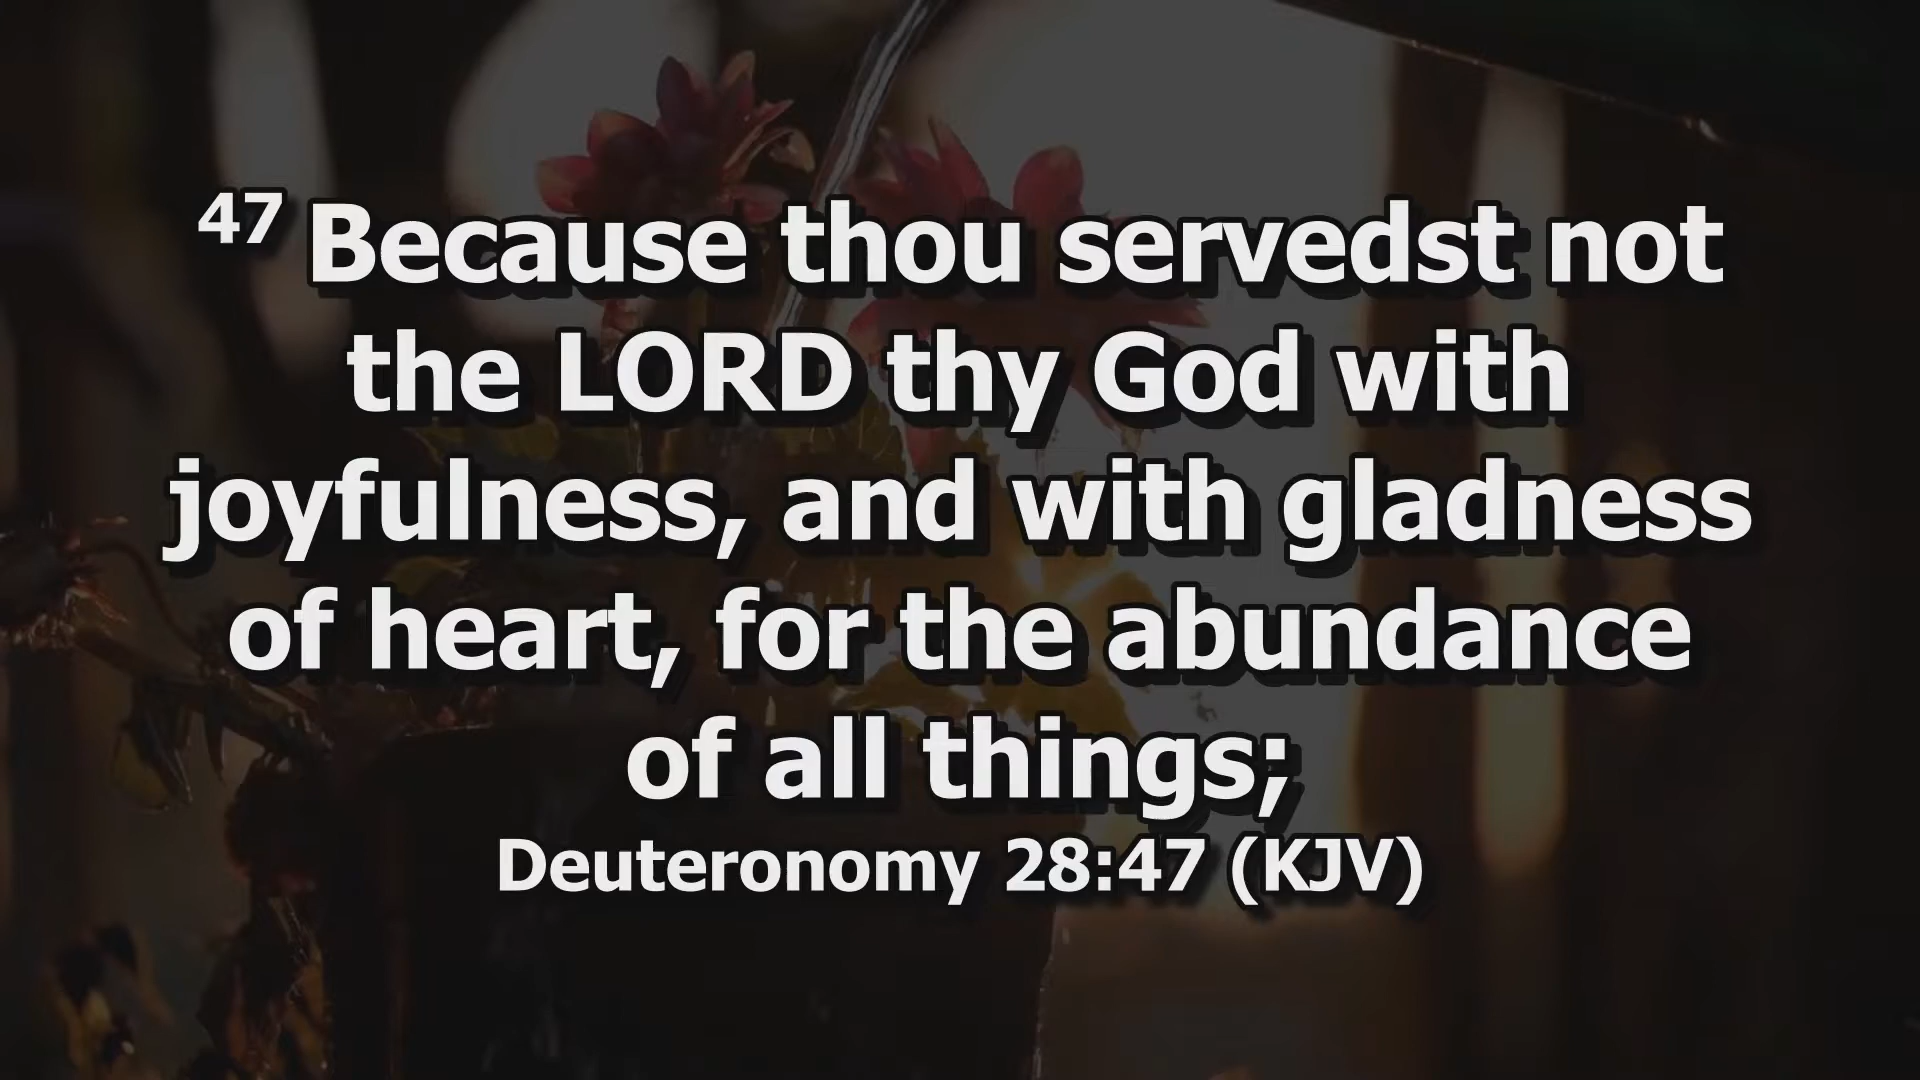 47 Because thou servedst not
the LORD thy God with
joyfulness, and with gladness
of heart, for the abundance
of all things;
Deuteronomy 28:47 (KJV)